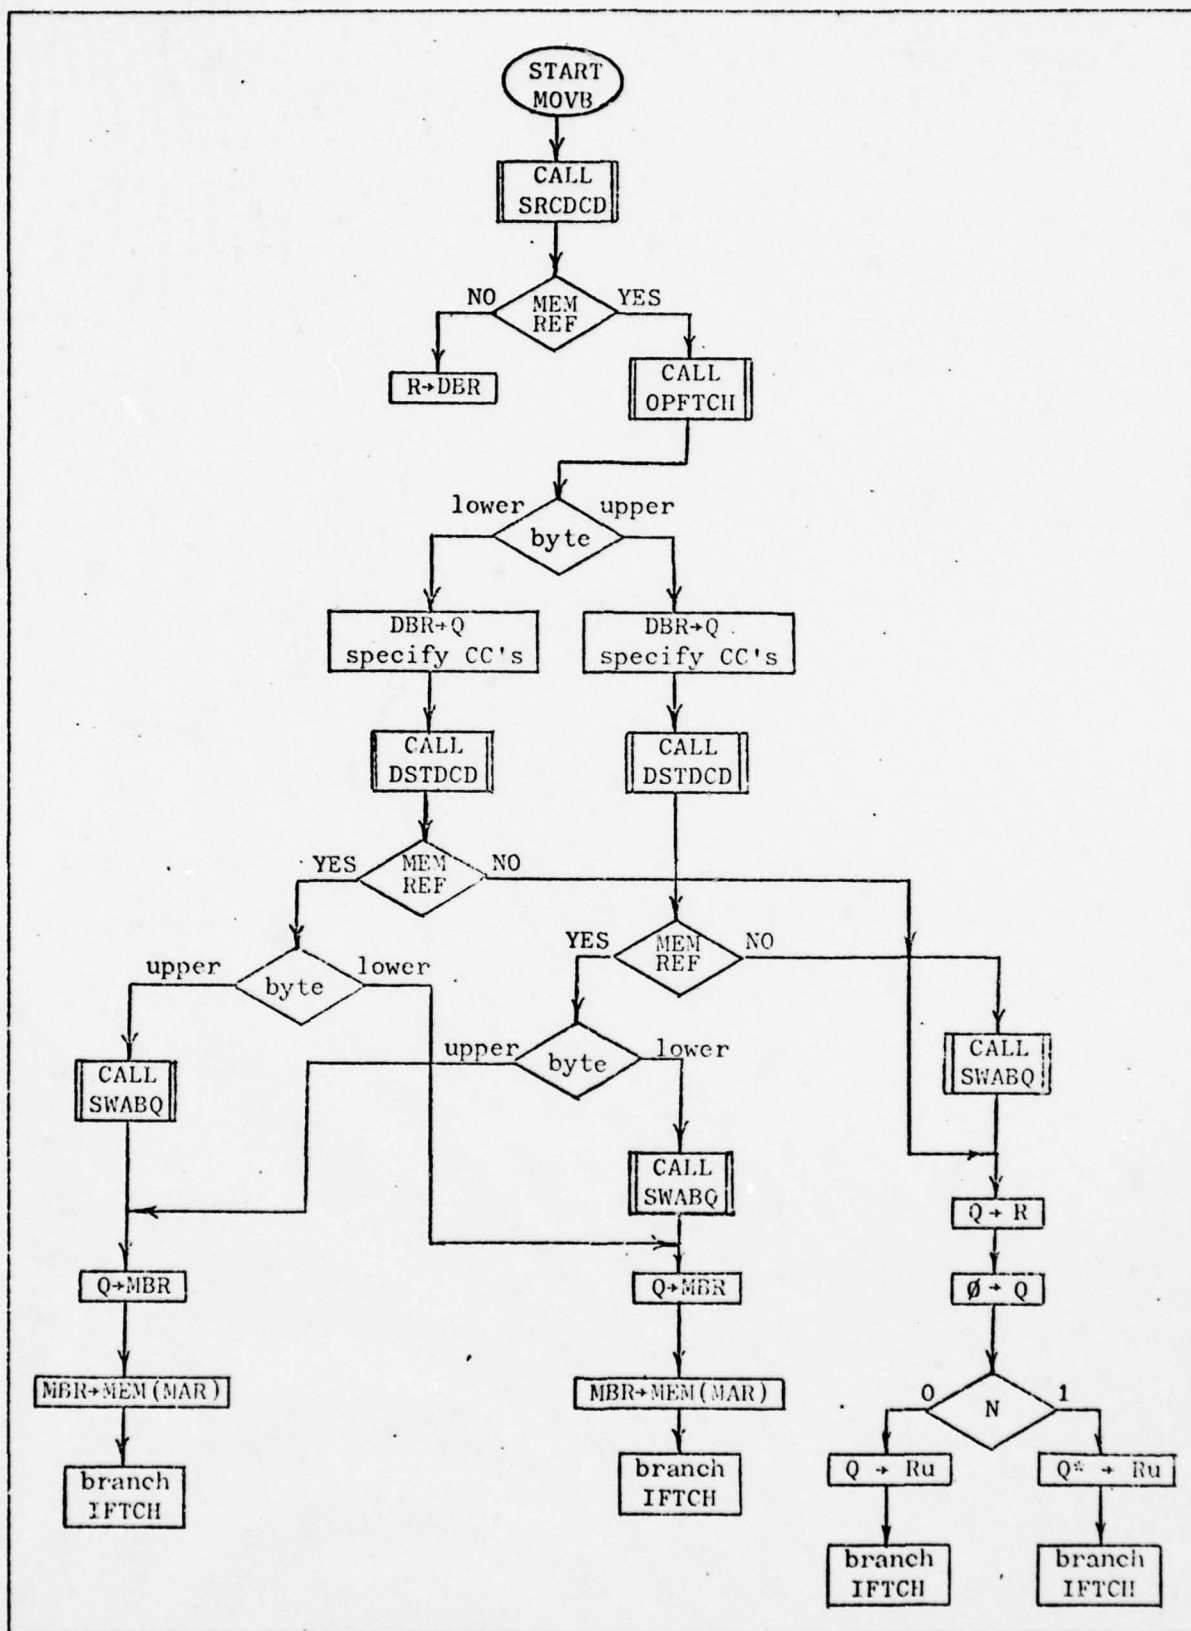 START
MOVB
CALL
SRCDCD
NO
MEM
REF
YES
R→DBR
CALL
OPFTCH
lower
byte
upper
DBR→Q
specify CC's
DBR→Q
specify CC's
CALL
DSTDCD
CALL
DSTDCD
YES
MEM
REF
NO
YES
MEM
REF
NO
upper
byte
lower
upper
byte
lower
CALL
SWABQ
CALL
SWABQ
CALL
SWABQ
Q → R
Q→MBR
Q→MBR
Ø → Q
MBR→MEM(MAR)
MBR→MEM(MAR)
0
N
1
branch
IFTCH
branch
IFTCH
Q → Ru
Q* → Ru
branch
IFTCH
branch
IFTCH